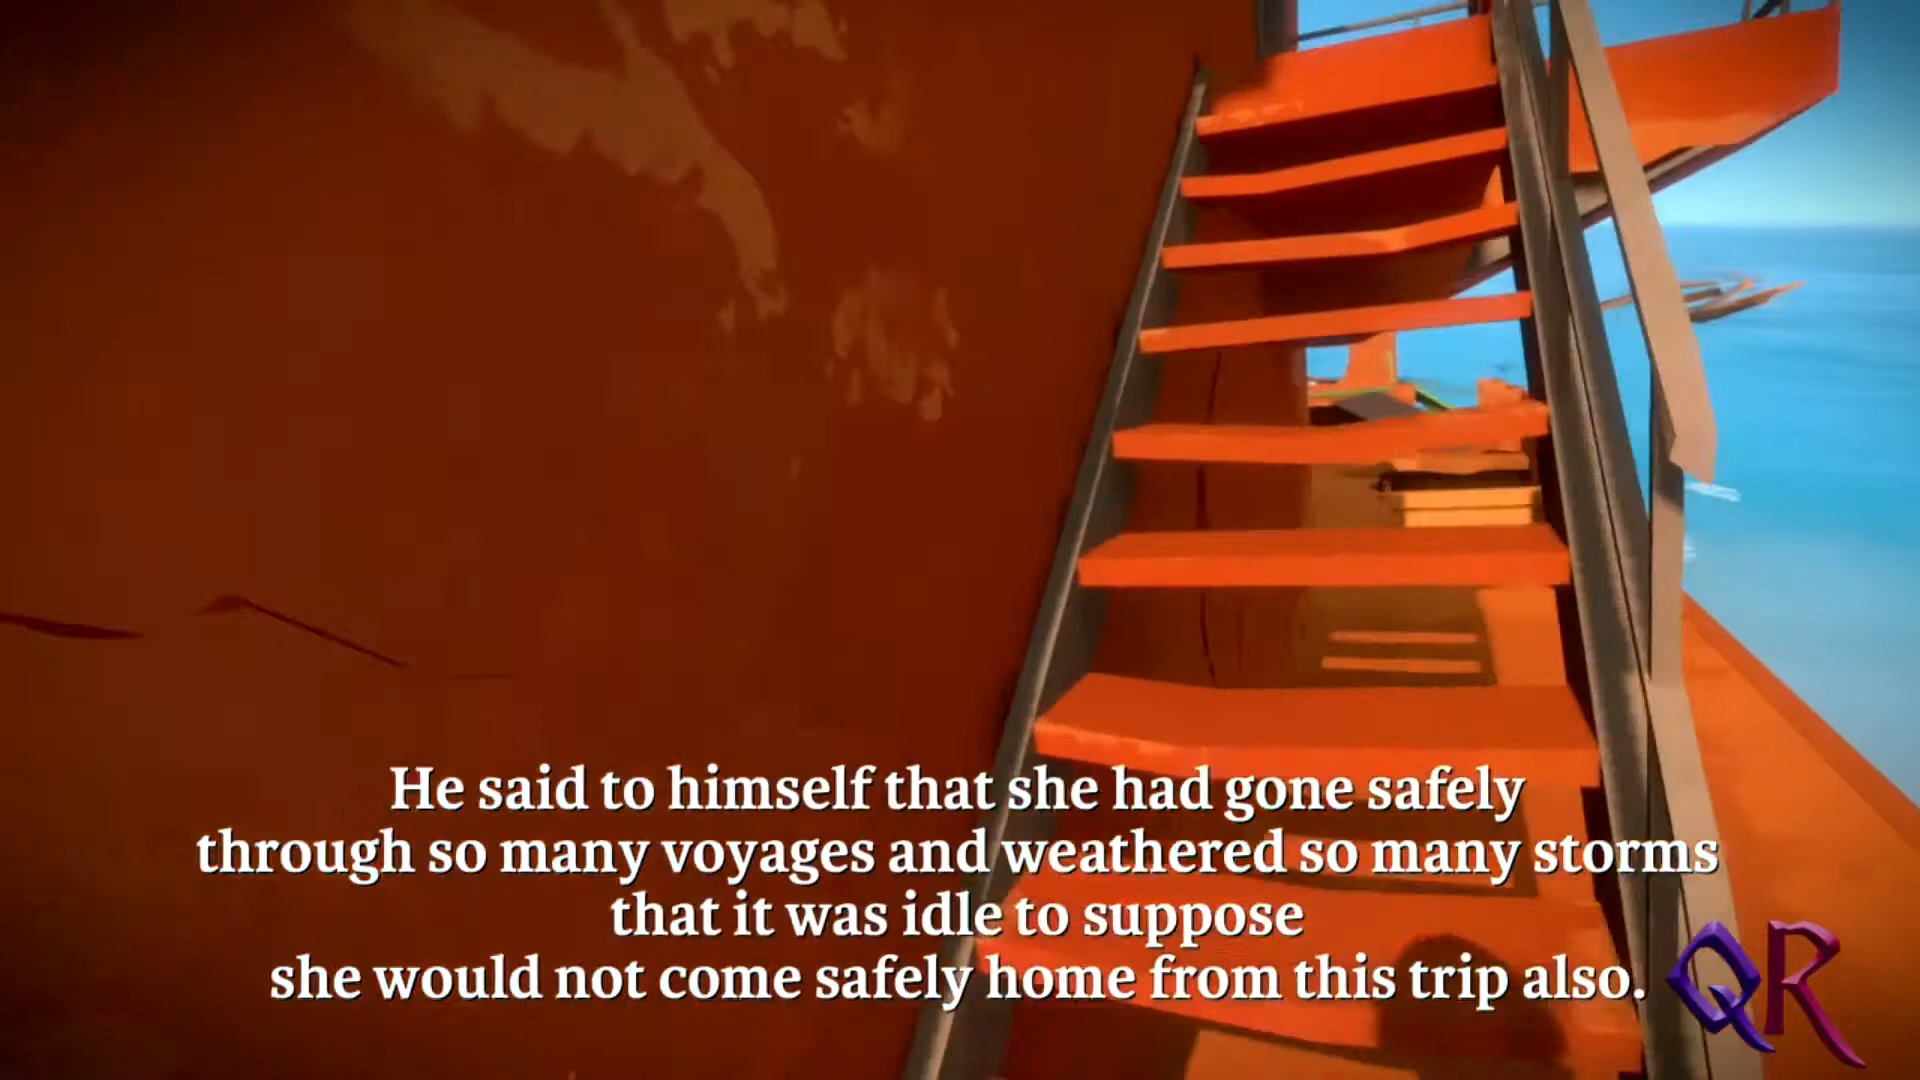 He said to himself that she had gone safely
through so many voyages and weathered so many storms
that it was idle to suppose
she would not come safely home from this trip also.
QR